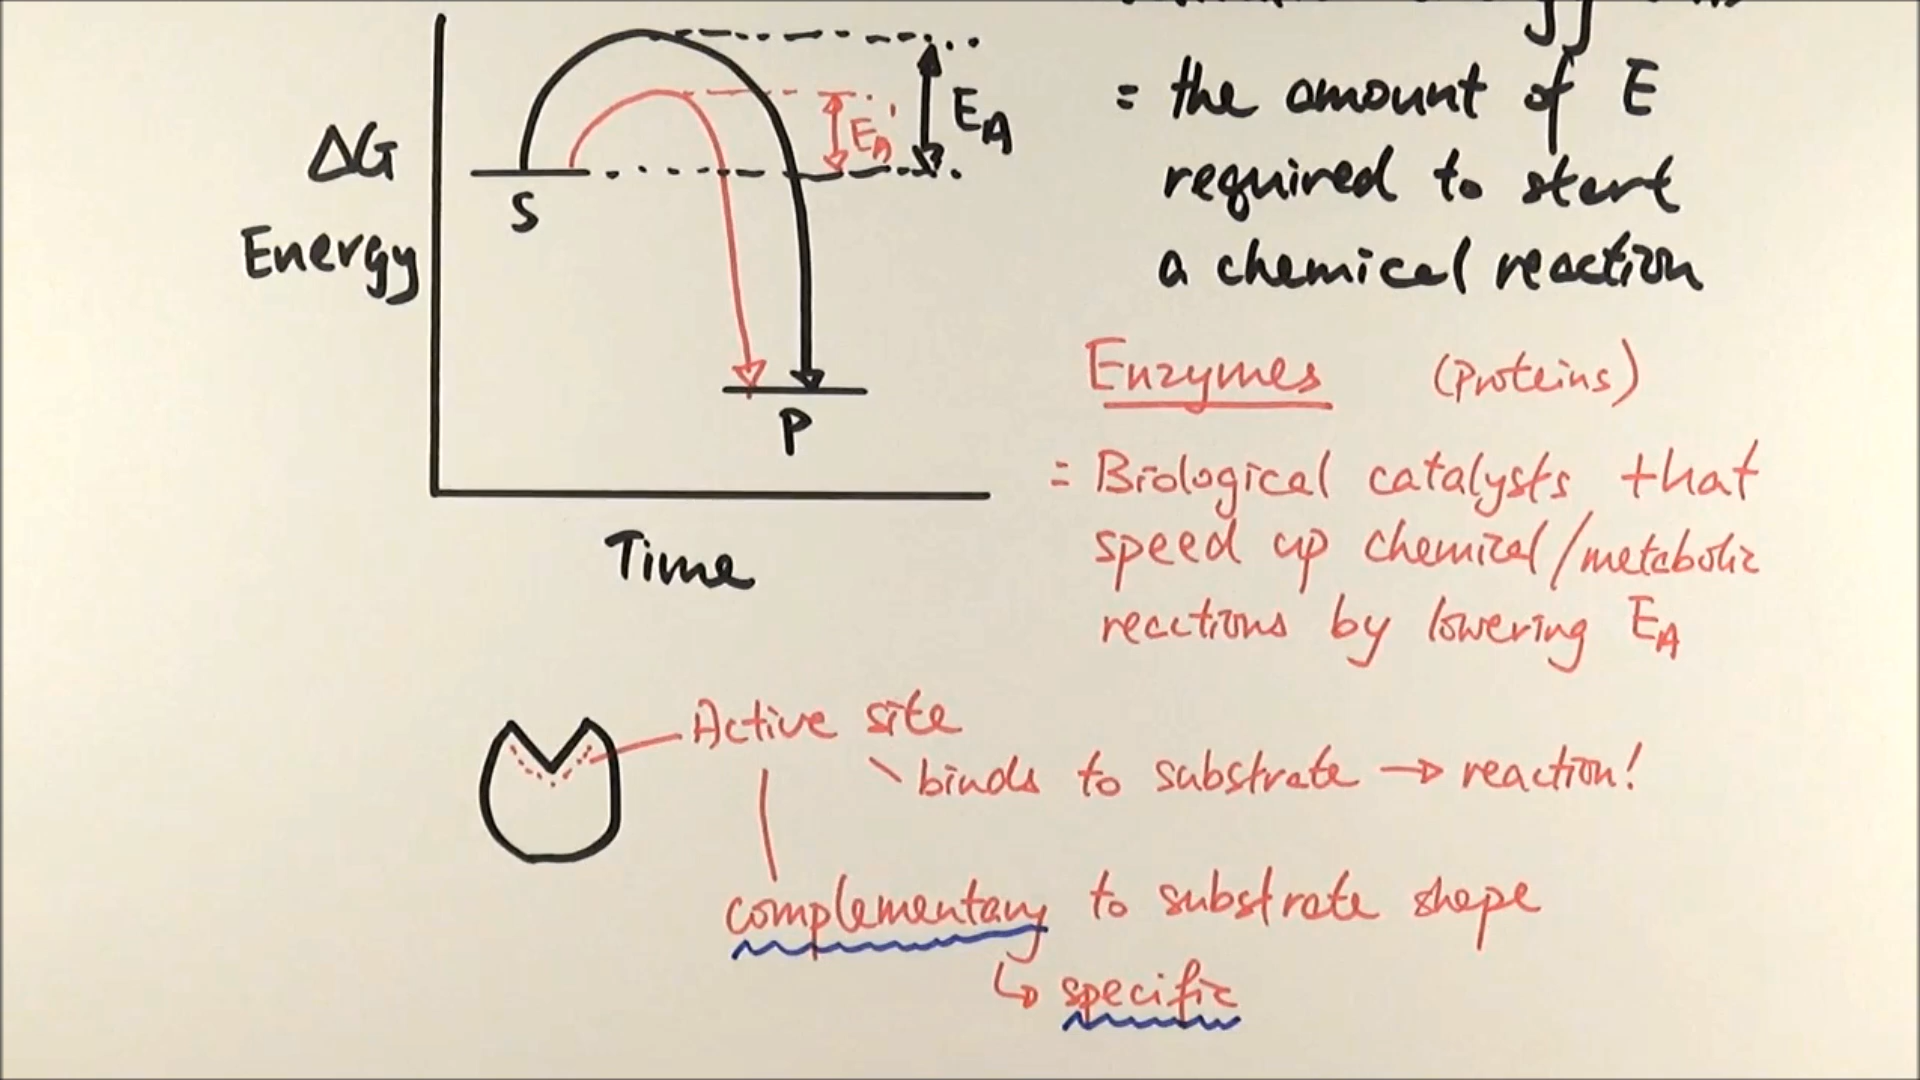 = the amount of E
required to start
a chemical reaction
ΔG
Energy
S
P
EA'
EA
Time
Enzymes (proteins)
= Biological catalysts that
speed up chemical/metabolic
reactions by lowering EA
Active site
binds to substrate → reaction!
complementary to substrate shape
↳ specific